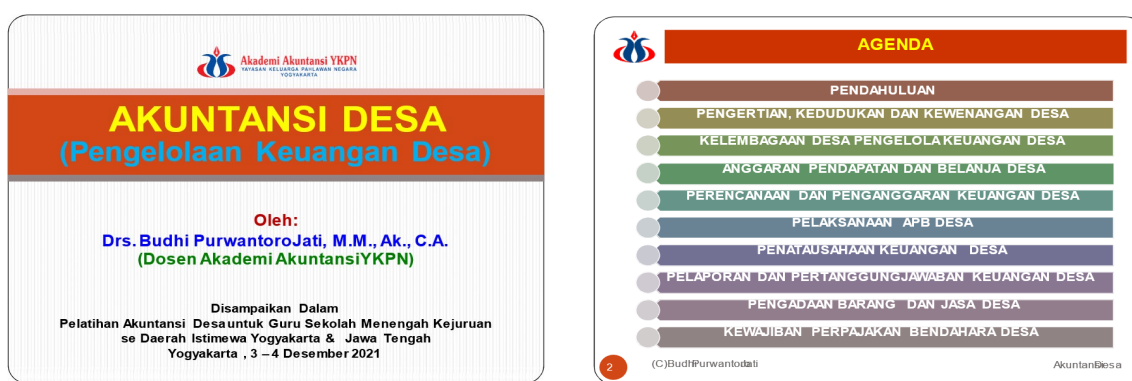 Akademi Akuntansi YKPN
YAYASAN KELUARGA PAHLAWAN NEGARA
YOGYAKARTA
AKUNTANSI DESA
(Pengelolaan Keuangan Desa)
Oleh:
Drs. Budhi PurwantoroJati, M.M., Ak., C.A.
(Dosen Akademi AkuntansiYKPN)
Disampaikan Dalam
Pelatihan Akuntansi Desa untuk Guru Sekolah Menengah Kejuruan
se Daerah Istimewa Yogyakarta & Jawa Tengah
Yogyakarta , 3 – 4 Desember 2021
AGENDA
PENDAHULUAN
PENGERTIAN, KEDUDUKAN DAN KEWENANGAN DESA
KELEMBAGAAN DESA PENGELOLA KEUANGAN DESA
ANGGARAN PENDAPATAN DAN BELANJA DESA
PERENCANAAN DAN PENGANGGARAN KEUANGAN DESA
PELAKSANAAN APB DESA
PENATAUSAHAAN KEUANGAN DESA
PELAPORAN DAN PERTANGGUNGJAWABAN KEUANGAN DESA
PENGADAAN BARANG DAN JASA DESA
KEWAJIBAN PERPAJAKAN BENDAHARA DESA
2
(C)Budhi Purwantoro Jati
Akuntansi Desa